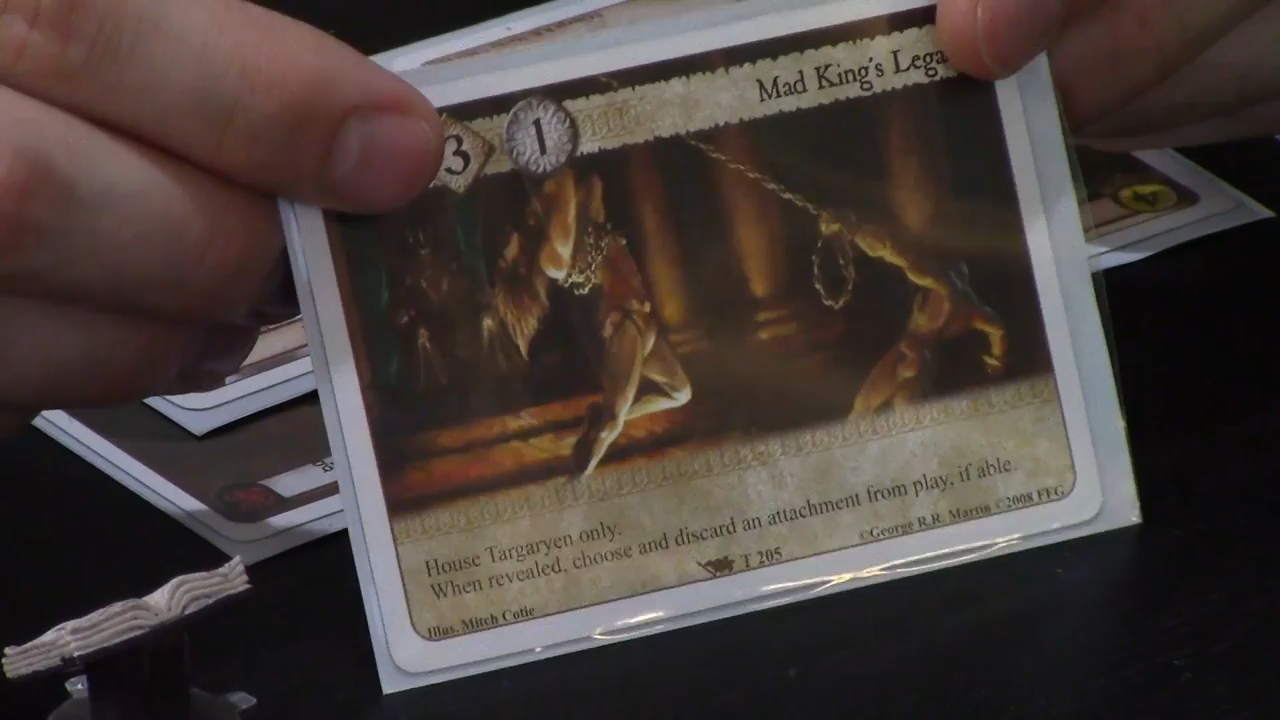 Mad King's Lega
3 1
4
House Targaryen only.
When revealed, choose and discard an attachment from play, if able.
©George R.R. Martin ©2008 FFG
T 205
Illus. Mitch Cotie